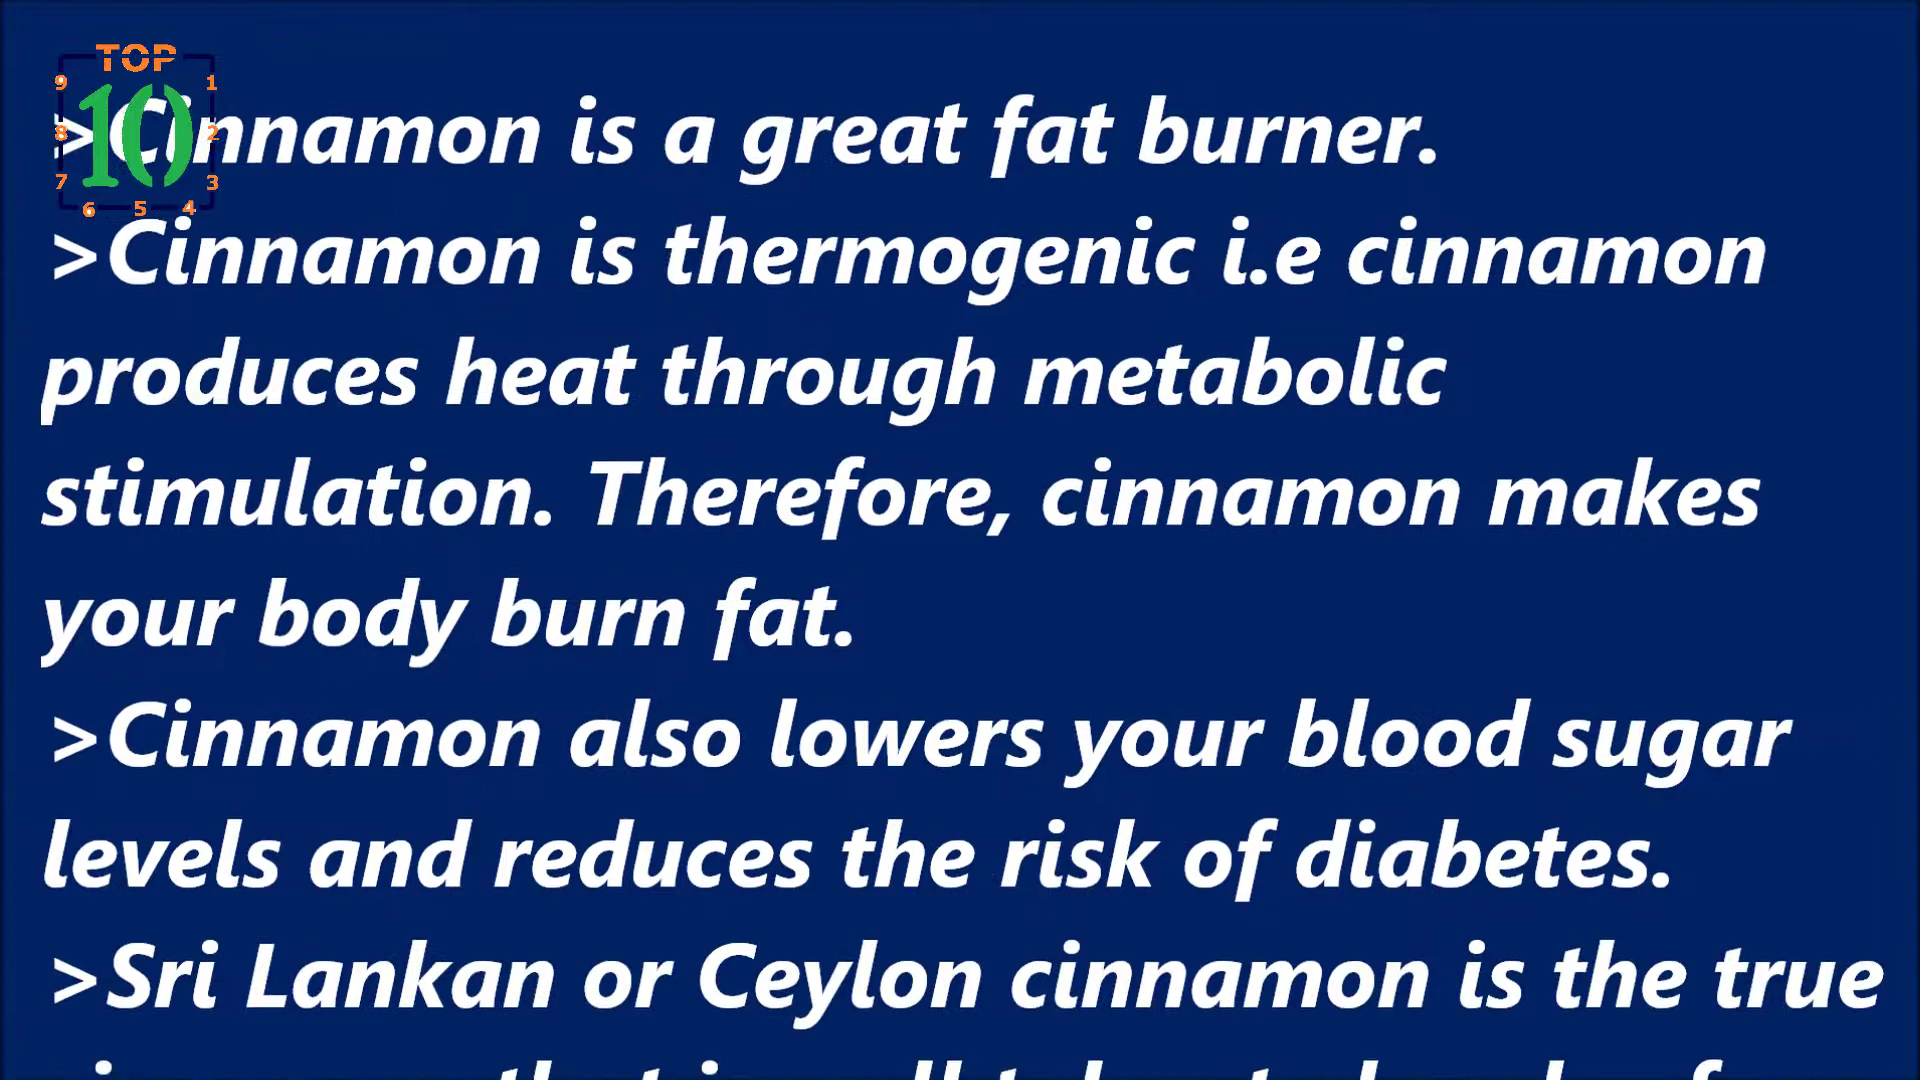 TOP
10
9
1
8
2
7
3
6
5
4
>Cinnamon is a great fat burner.
>Cinnamon is thermogenic i.e cinnamon
produces heat through metabolic
stimulation. Therefore, cinnamon makes
your body burn fat.
>Cinnamon also lowers your blood sugar
levels and reduces the risk of diabetes.
>Sri Lankan or Ceylon cinnamon is the true